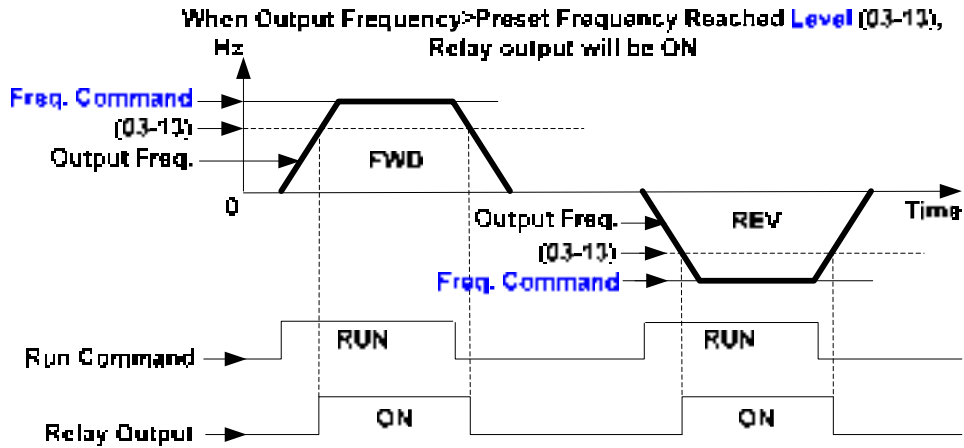 When Output Frequency>Preset Frequency Reached Level (03-13),
Relay output will be ON
Hz
Freq. Command
(03-13)
Output Freq.
FWD
0
Time
Output Freq.
REV
(03-13)
Freq. Command
RUN
RUN
Run Command
ON
ON
Relay Output